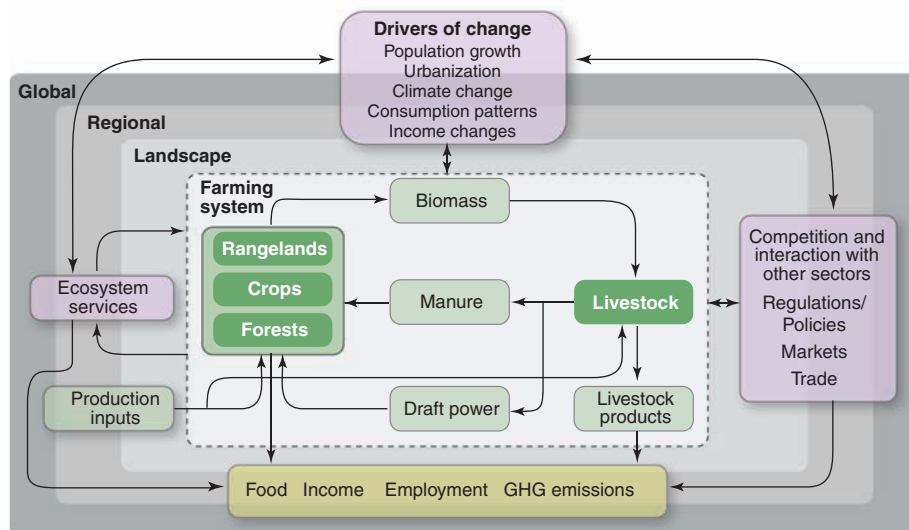 Drivers of change
Population growth
Urbanization
Climate change
Consumption patterns
Income changes
Global
Regional
Landscape
Farming
system
Biomass
Rangelands
Crops
Forests
Manure
Livestock
Ecosystem
services
Competition and
interaction with
other sectors
Regulations/
Policies
Markets
Trade
Production
inputs
Draft power
Livestock
products
Food Income Employment GHG emissions